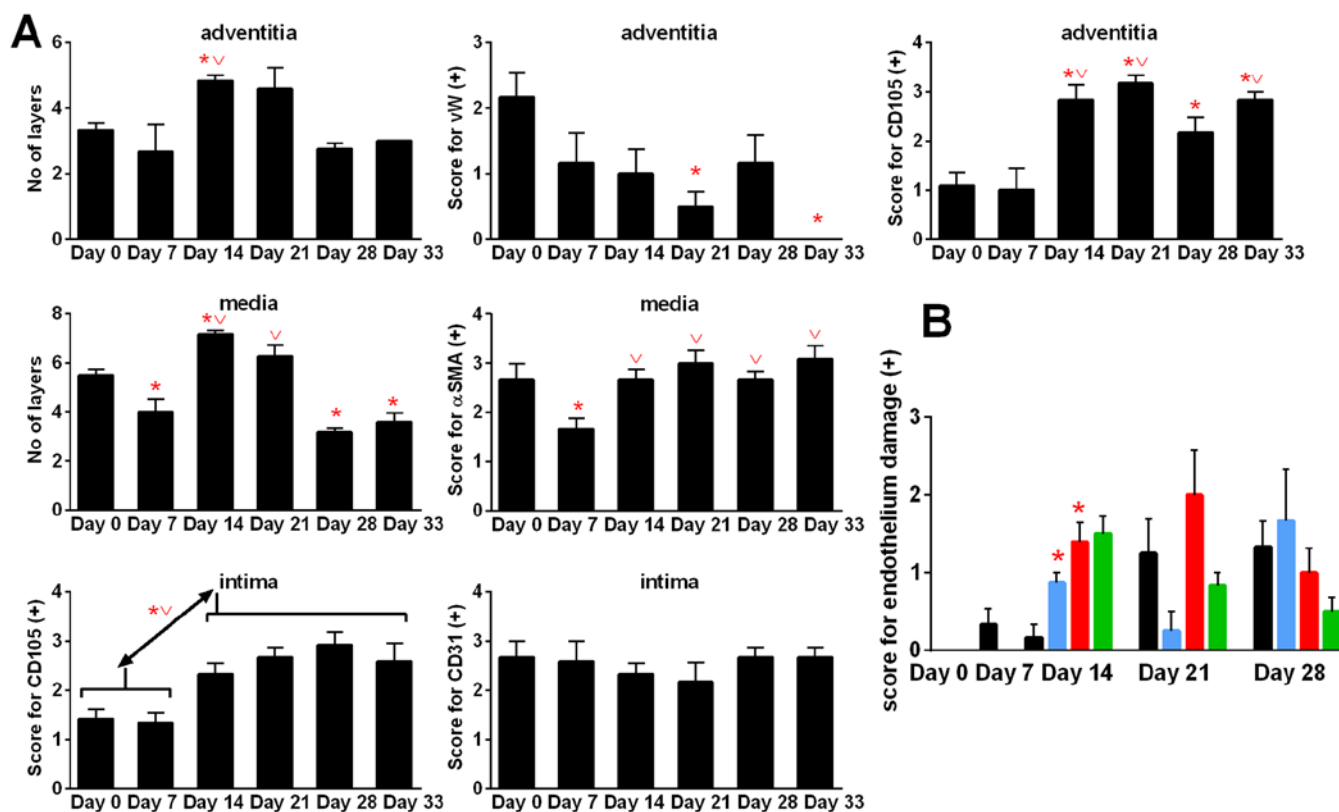 A
adventitia
No of layers
6
4
2
0
* v
Day 0 Day 7 Day 14 Day 21 Day 28 Day 33
adventitia
Score for vW (+)
3
2
1
0
*
*
Day 0 Day 7 Day 14 Day 21 Day 28 Day 33
adventitia
Score for CD105 (+)
4
3
2
1
0
*v *v * *v
Day 0 Day 7 Day 14 Day 21 Day 28 Day 33
media
No of layers
8
6
4
2
0
* *v v * *
Day 0 Day 7 Day 14 Day 21 Day 28 Day 33
media
Score for αSMA (+)
4
3
2
1
0
* v v v v
Day 0 Day 7 Day 14 Day 21 Day 28 Day 33
B
score for endothelium damage (+)
3
2
1
0
* *
Day 0 Day 7 Day 14 Day 21 Day 28
intima
Score for CD105 (+)
4
3
2
1
0
*v
Day 0 Day 7 Day 14 Day 21 Day 28 Day 33
intima
Score for CD31 (+)
4
3
2
1
0
Day 0 Day 7 Day 14 Day 21 Day 28 Day 33